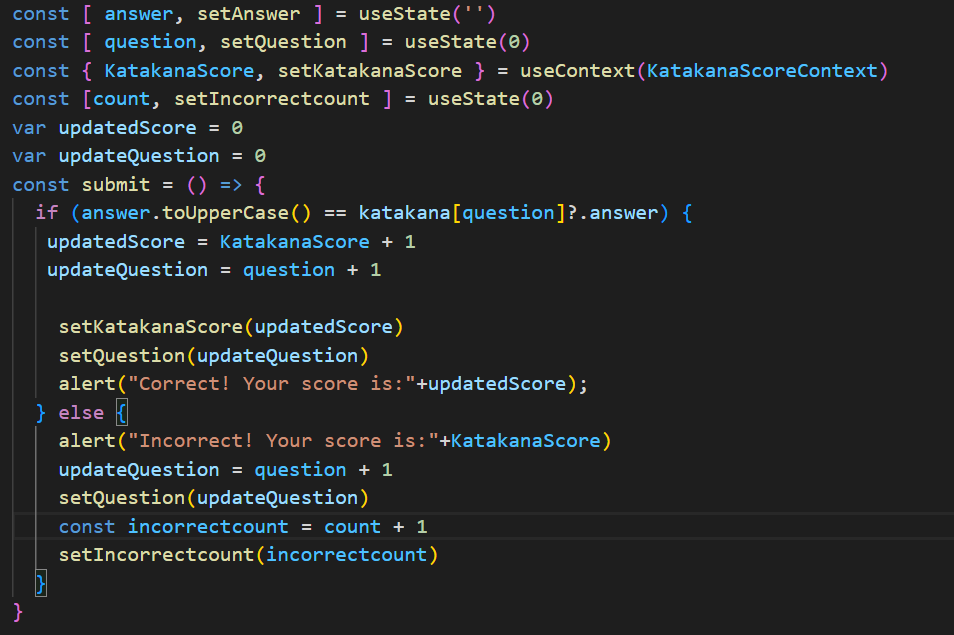 const [ answer, setAnswer ] = useState('')
const [ question, setQuestion ] = useState(0)
const { KatakanaScore, setKatakanaScore } = useContext(KatakanaScoreContext)
const [count, setIncorrectcount ] = useState(0)
var updatedScore = 0
var updateQuestion = 0
const submit = () => {
  if (answer.toUpperCase() == katakana[question]?.answer) {
   updatedScore = KatakanaScore + 1
   updateQuestion = question + 1

    setKatakanaScore(updatedScore)
    setQuestion(updateQuestion)
    alert("Correct! Your score is:"+updatedScore);
  } else {
    alert("Incorrect! Your score is:"+KatakanaScore)
    updateQuestion = question + 1
    setQuestion(updateQuestion)
    const incorrectcount = count + 1
    setIncorrectcount(incorrectcount)
  }
}